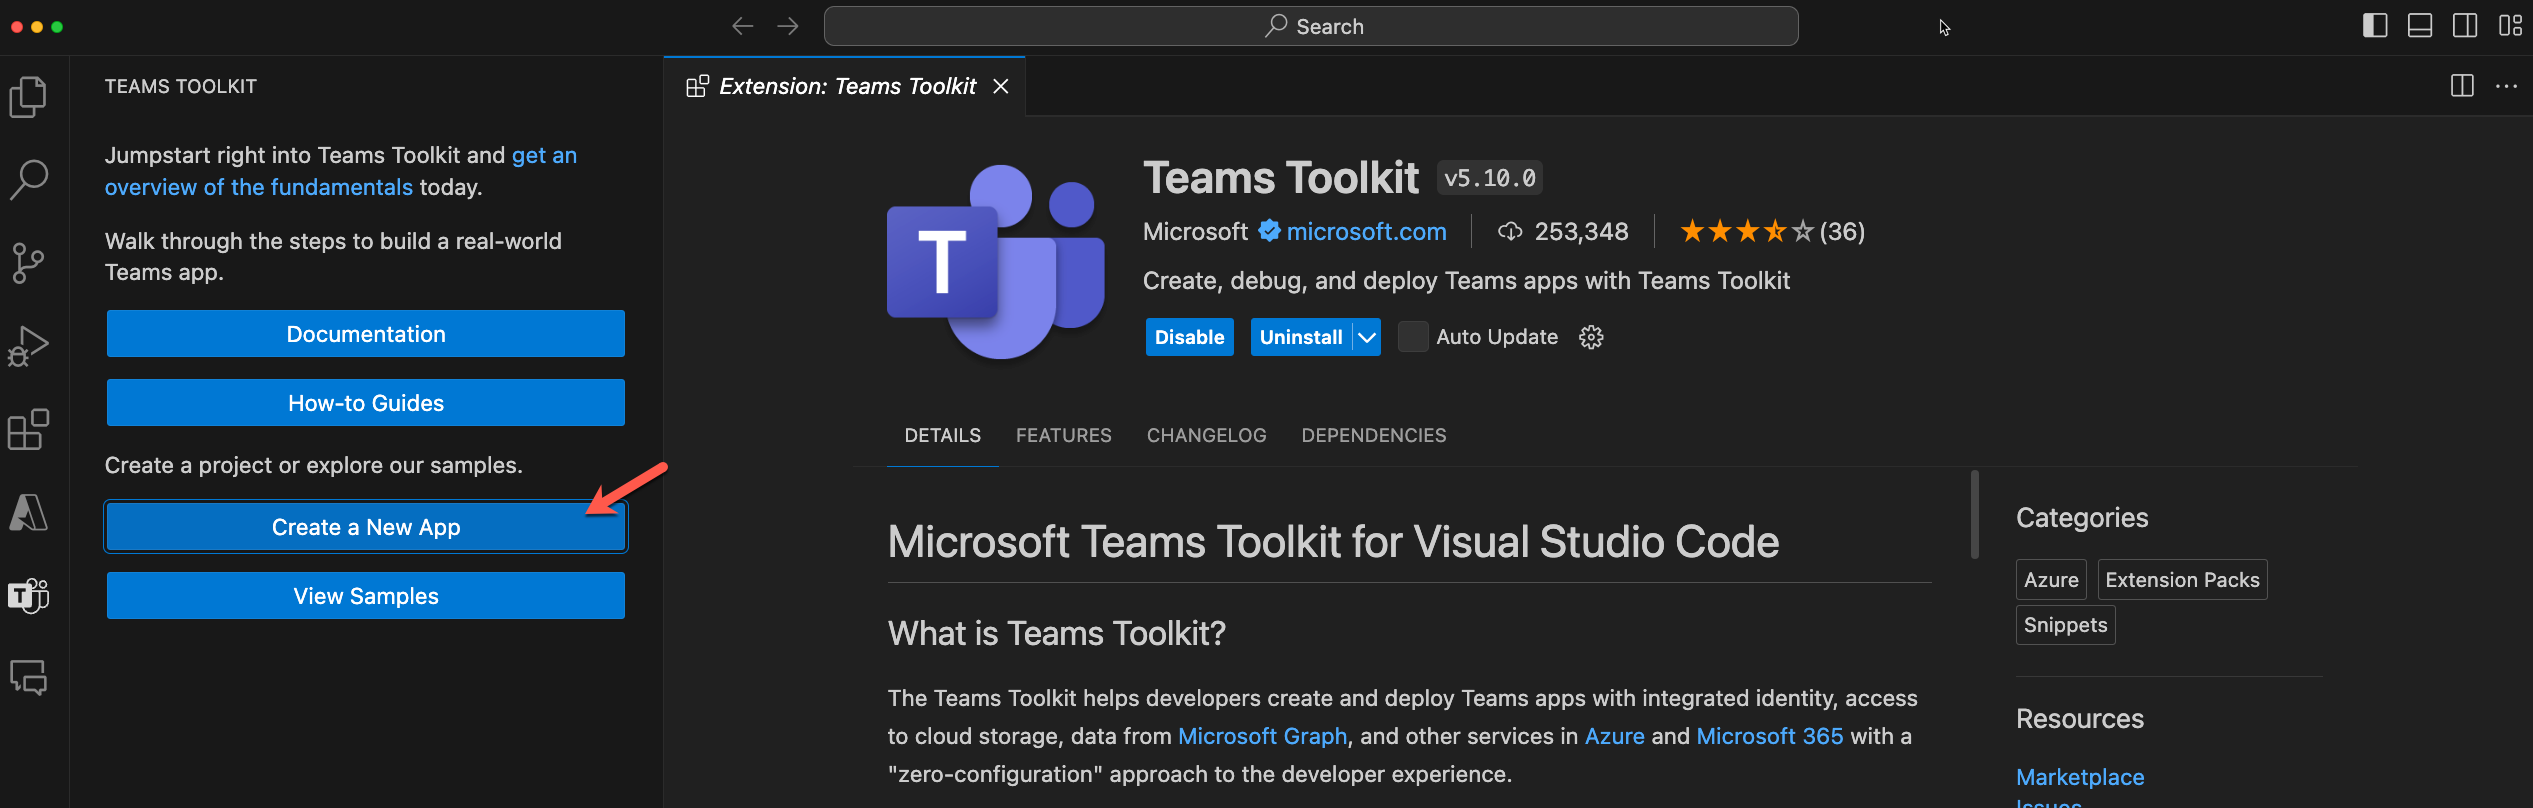 Search
TEAMS TOOLKIT
Jumpstart right into Teams Toolkit and get an
overview of the fundamentals today.
Walk through the steps to build a real-world
Teams app.
Documentation
How-to Guides
Create a project or explore our samples.
Create a New App
View Samples
Extension: Teams Toolkit
T
Teams Toolkit v5.10.0
Microsoft microsoft.com 253,348 (36)
Create, debug, and deploy Teams apps with Teams Toolkit
Disable Uninstall Auto Update
DETAILS FEATURES CHANGELOG DEPENDENCIES
Microsoft Teams Toolkit for Visual Studio Code
What is Teams Toolkit?
The Teams Toolkit helps developers create and deploy Teams apps with integrated identity, access
to cloud storage, data from Microsoft Graph, and other services in Azure and Microsoft 365 with a
"zero-configuration" approach to the developer experience.
Categories
Azure Extension Packs
Snippets
Resources
Marketplace
Issues